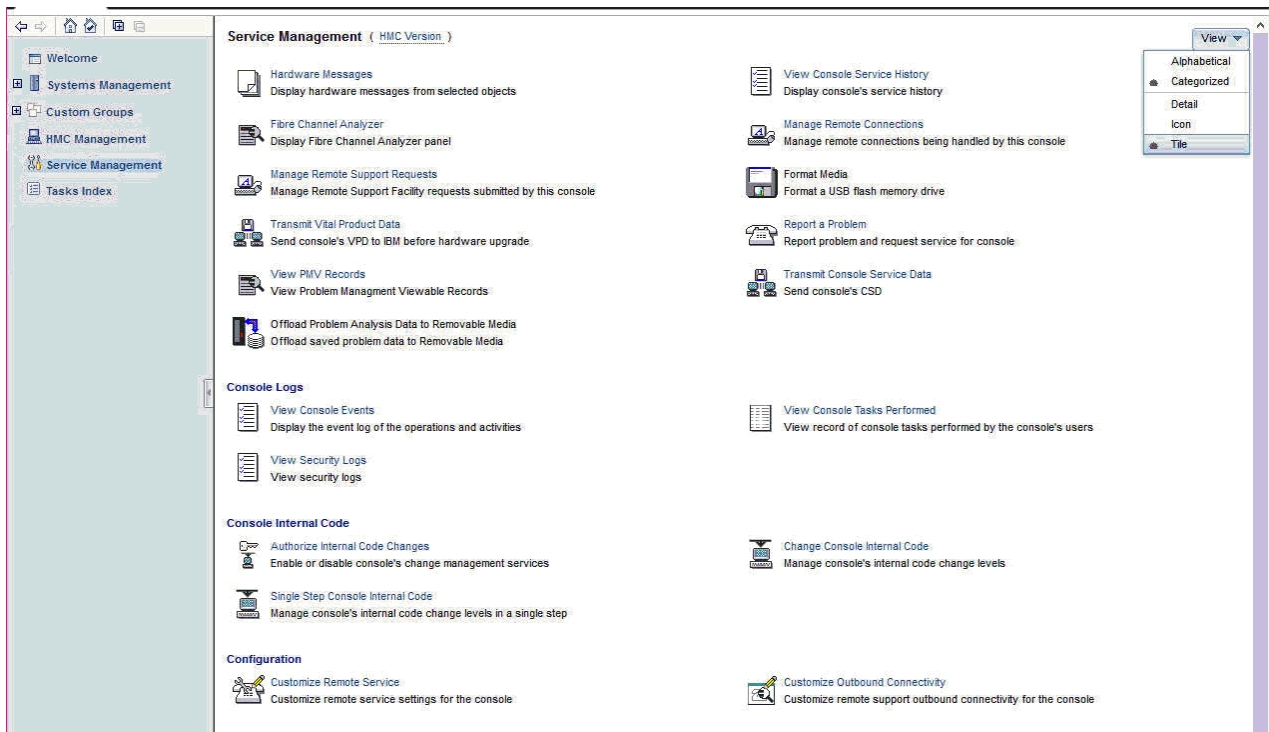 Welcome
Systems Management
Custom Groups
HMC Management
Service Management
Tasks Index
Service Management ( HMC Version )
View
Alphabetical
Categorized
Detail
Icon
Tile
Hardware Messages
Display hardware messages from selected objects
View Console Service History
Display console's service history
Fibre Channel Analyzer
Display Fibre Channel Analyzer panel
Manage Remote Connections
Manage remote connections being handled by this console
Manage Remote Support Requests
Manage Remote Support Facility requests submitted by this console
Format Media
Format a USB flash memory drive
Transmit Vital Product Data
Send console's VPD to IBM before hardware upgrade
Report a Problem
Report problem and request service for console
View PMV Records
View Problem Managment Viewable Records
Transmit Console Service Data
Send console's CSD
Offload Problem Analysis Data to Removable Media
Offload saved problem data to Removable Media
Console Logs
View Console Events
Display the event log of the operations and activities
View Console Tasks Performed
View record of console tasks performed by the console's users
View Security Logs
View security logs
Console Internal Code
Authorize Internal Code Changes
Enable or disable console's change management services
Change Console Internal Code
Manage console's internal code change levels
Single Step Console Internal Code
Manage console's internal code change levels in a single step
Configuration
Customize Remote Service
Customize remote service settings for the console
Customize Outbound Connectivity
Customize remote support outbound connectivity for the console